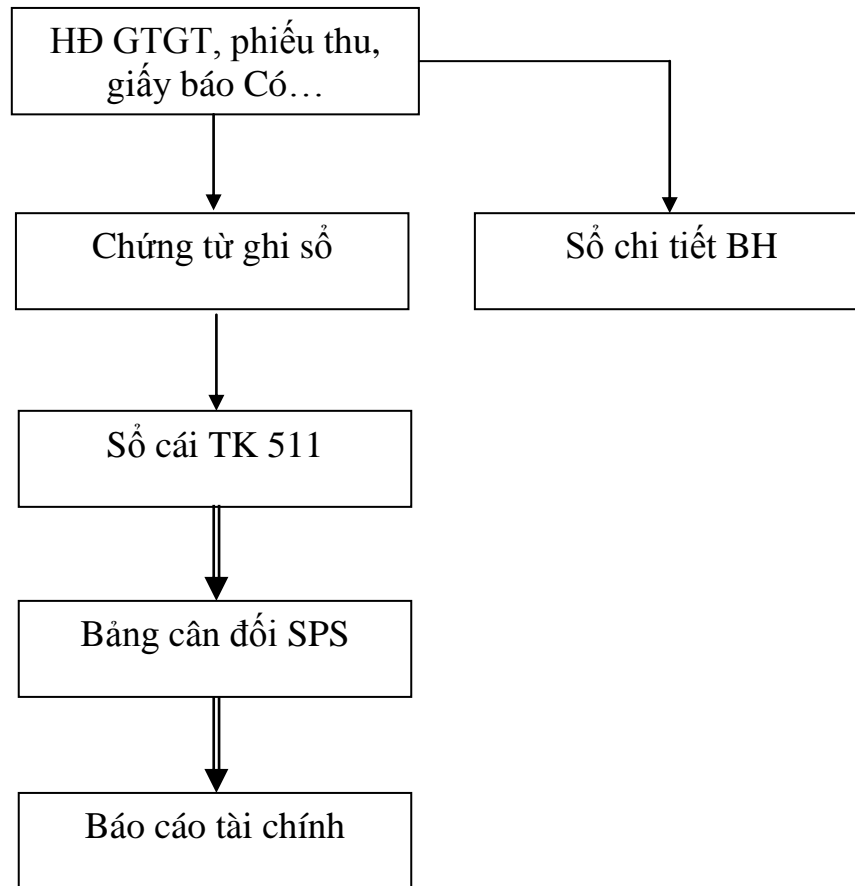 HĐ GTGT, phiếu thu,
giấy báo Có…
Chứng từ ghi sổ
Sổ chi tiết BH
Sổ cái TK 511
Bảng cân đối SPS
Báo cáo tài chính